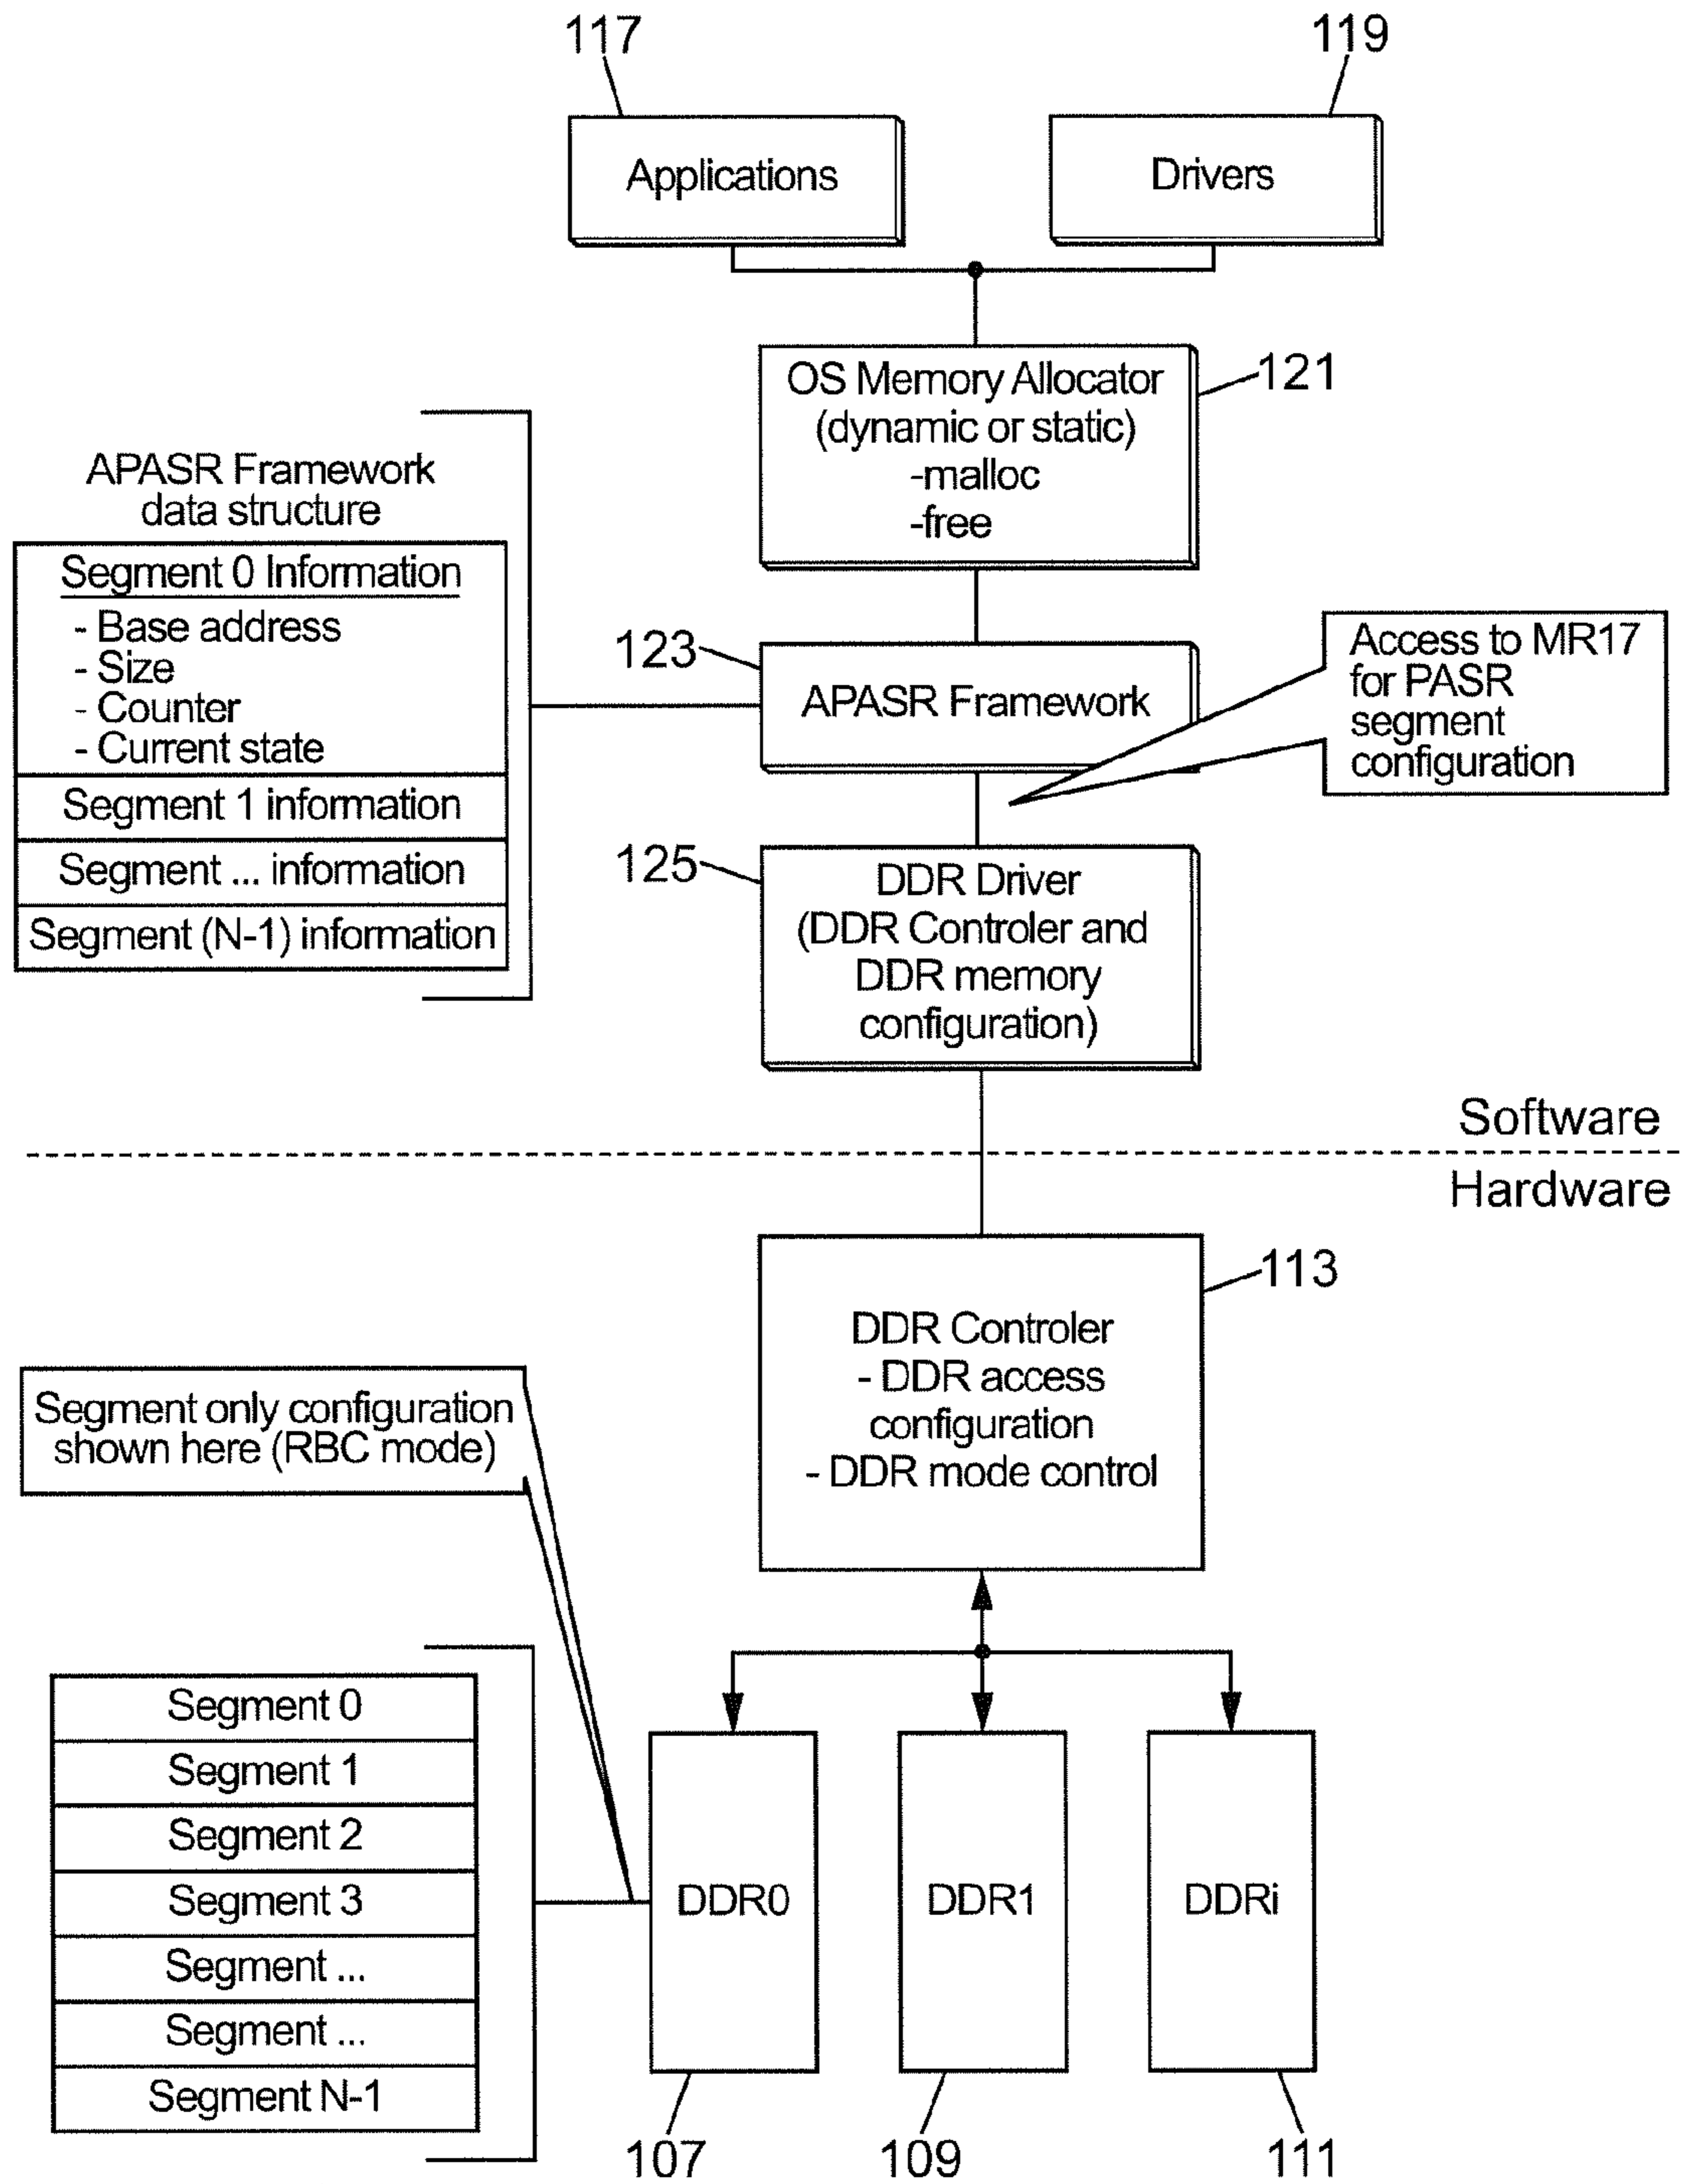 117
119
Applications
Drivers
OS Memory Allocator
(dynamic or static)
-malloc
-free
121
APASR Framework
data structure
Segment 0 Information
- Base address
- Size
- Counter
- Current state
Segment 1 information
Segment ... information
Segment (N-1) information
123
APASR Framework
Access to MR17
for PASR
segment
configuration
125
DDR Driver
(DDR Controler and
DDR memory
configuration)
Software
Hardware
113
DDR Controler
- DDR access
configuration
- DDR mode control
Segment only configuration
shown here (RBC mode)
Segment 0
Segment 1
Segment 2
Segment 3
Segment ...
Segment ...
Segment N-1
DDR0
DDR1
DDRi
107
109
111